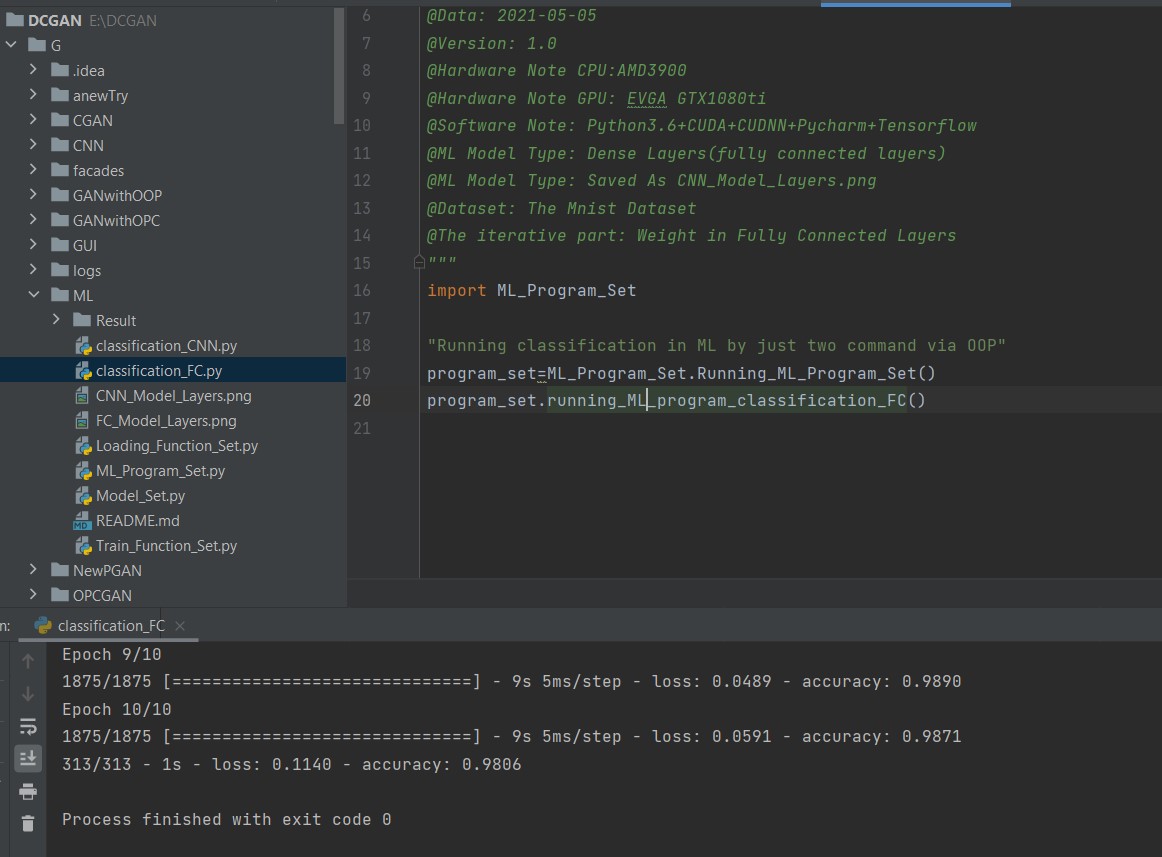 DCGAN E:\DCGAN
G
.idea
anewTry
CGAN
CNN
facades
GANwithOOP
GANwithOPC
GUI
logs
ML
Result
classification_CNN.py
classification_FC.py
CNN_Model_Layers.png
FC_Model_Layers.png
Loading_Function_Set.py
ML_Program_Set.py
Model_Set.py
README.md
Train_Function_Set.py
NewPGAN
OPCGAN
6 @Data: 2021-05-05
7 @Version: 1.0
8 @Hardware Note CPU:AMD3900
9 @Hardware Note GPU: EVGA GTX1080ti
10 @Software Note: Python3.6+CUDA+CUDNN+Pycharm+Tensorflow
11 @ML Model Type: Dense Layers(fully connected layers)
12 @ML Model Type: Saved As CNN_Model_Layers.png
13 @Dataset: The Mnist Dataset
14 @The iterative part: Weight in Fully Connected Layers
15 """
16 import ML_Program_Set
17
18 "Running classification in ML by just two command via OOP"
19 program_set=ML_Program_Set.Running_ML_Program_Set()
20 program_set.running_ML_program_classification_FC()
21
n: classification_FC
Epoch 9/10
1875/1875 [==============================] - 9s 5ms/step - loss: 0.0489 - accuracy: 0.9890
Epoch 10/10
1875/1875 [==============================] - 9s 5ms/step - loss: 0.0591 - accuracy: 0.9871
313/313 - 1s - loss: 0.1140 - accuracy: 0.9806
Process finished with exit code 0